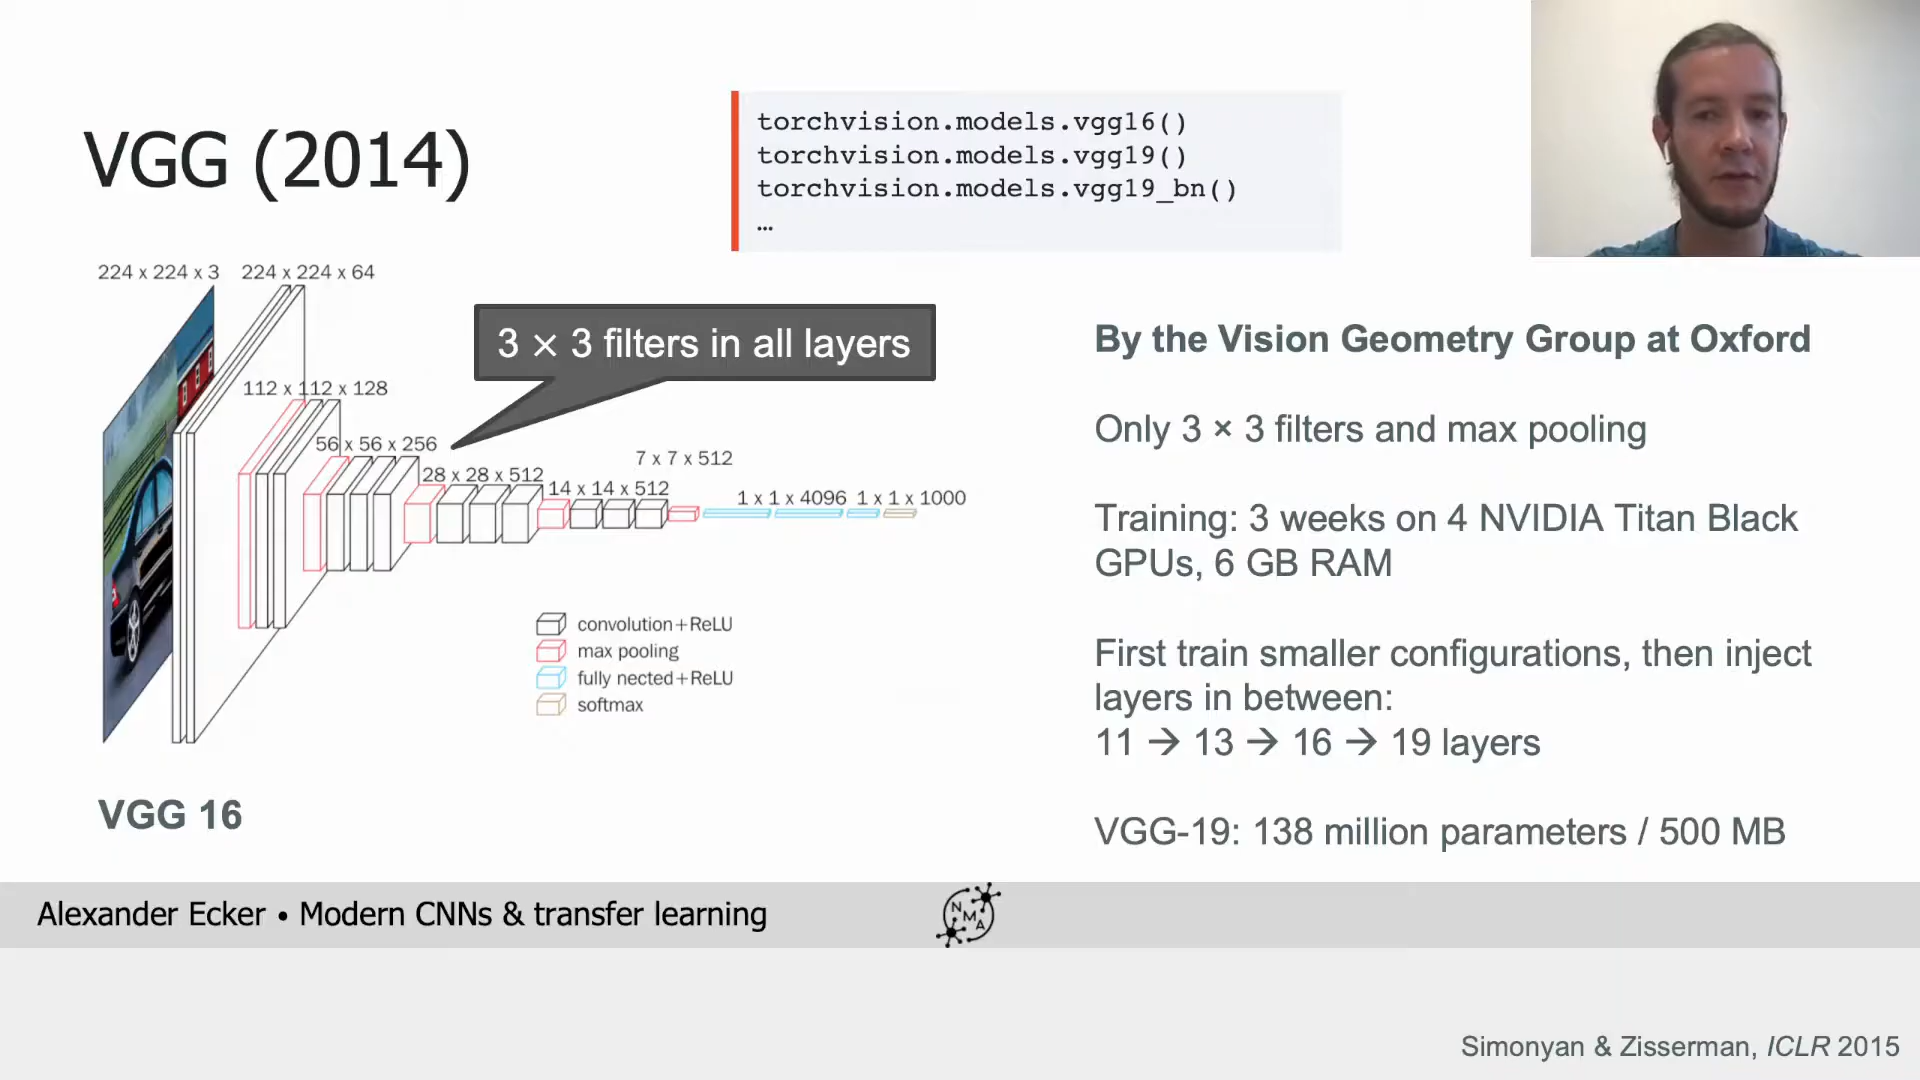 VGG (2014)
torchvision.models.vgg16()
torchvision.models.vgg19()
torchvision.models.vgg19_bn()
…
224 x 224 x 3
224 x 224 x 64
112 x 112 x 128
56 x 56 x 256
28 x 28 x 512
14 x 14 x 512
7 x 7 x 512
1 x 1 x 4096
1 x 1 x 1000
3 × 3 filters in all layers
convolution+ReLU
max pooling
fully nected+ReLU
softmax
VGG 16
By the Vision Geometry Group at Oxford
Only 3 × 3 filters and max pooling
Training: 3 weeks on 4 NVIDIA Titan Black
GPUs, 6 GB RAM
First train smaller configurations, then inject
layers in between:
11 → 13 → 16 → 19 layers
VGG-19: 138 million parameters / 500 MB
Alexander Ecker • Modern CNNs & transfer learning
N M A
Simonyan & Zisserman, ICLR 2015